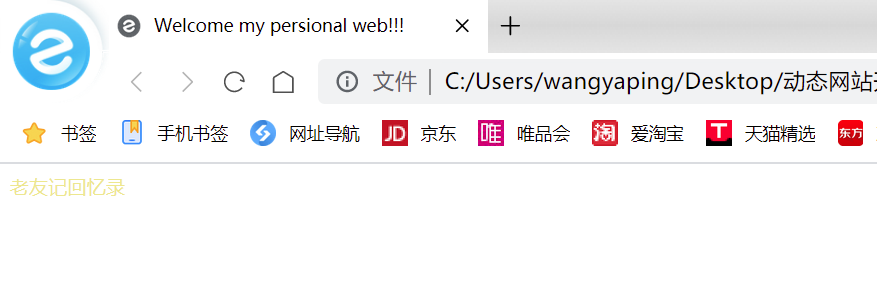 Welcome my persional web!!!
文件 C:/Users/wangyaping/Desktop/动态网站
书签 手机书签 网址导航 JD 京东 唯 唯品会 淘 爱淘宝 T 天猫精选 东方
老友记回忆录